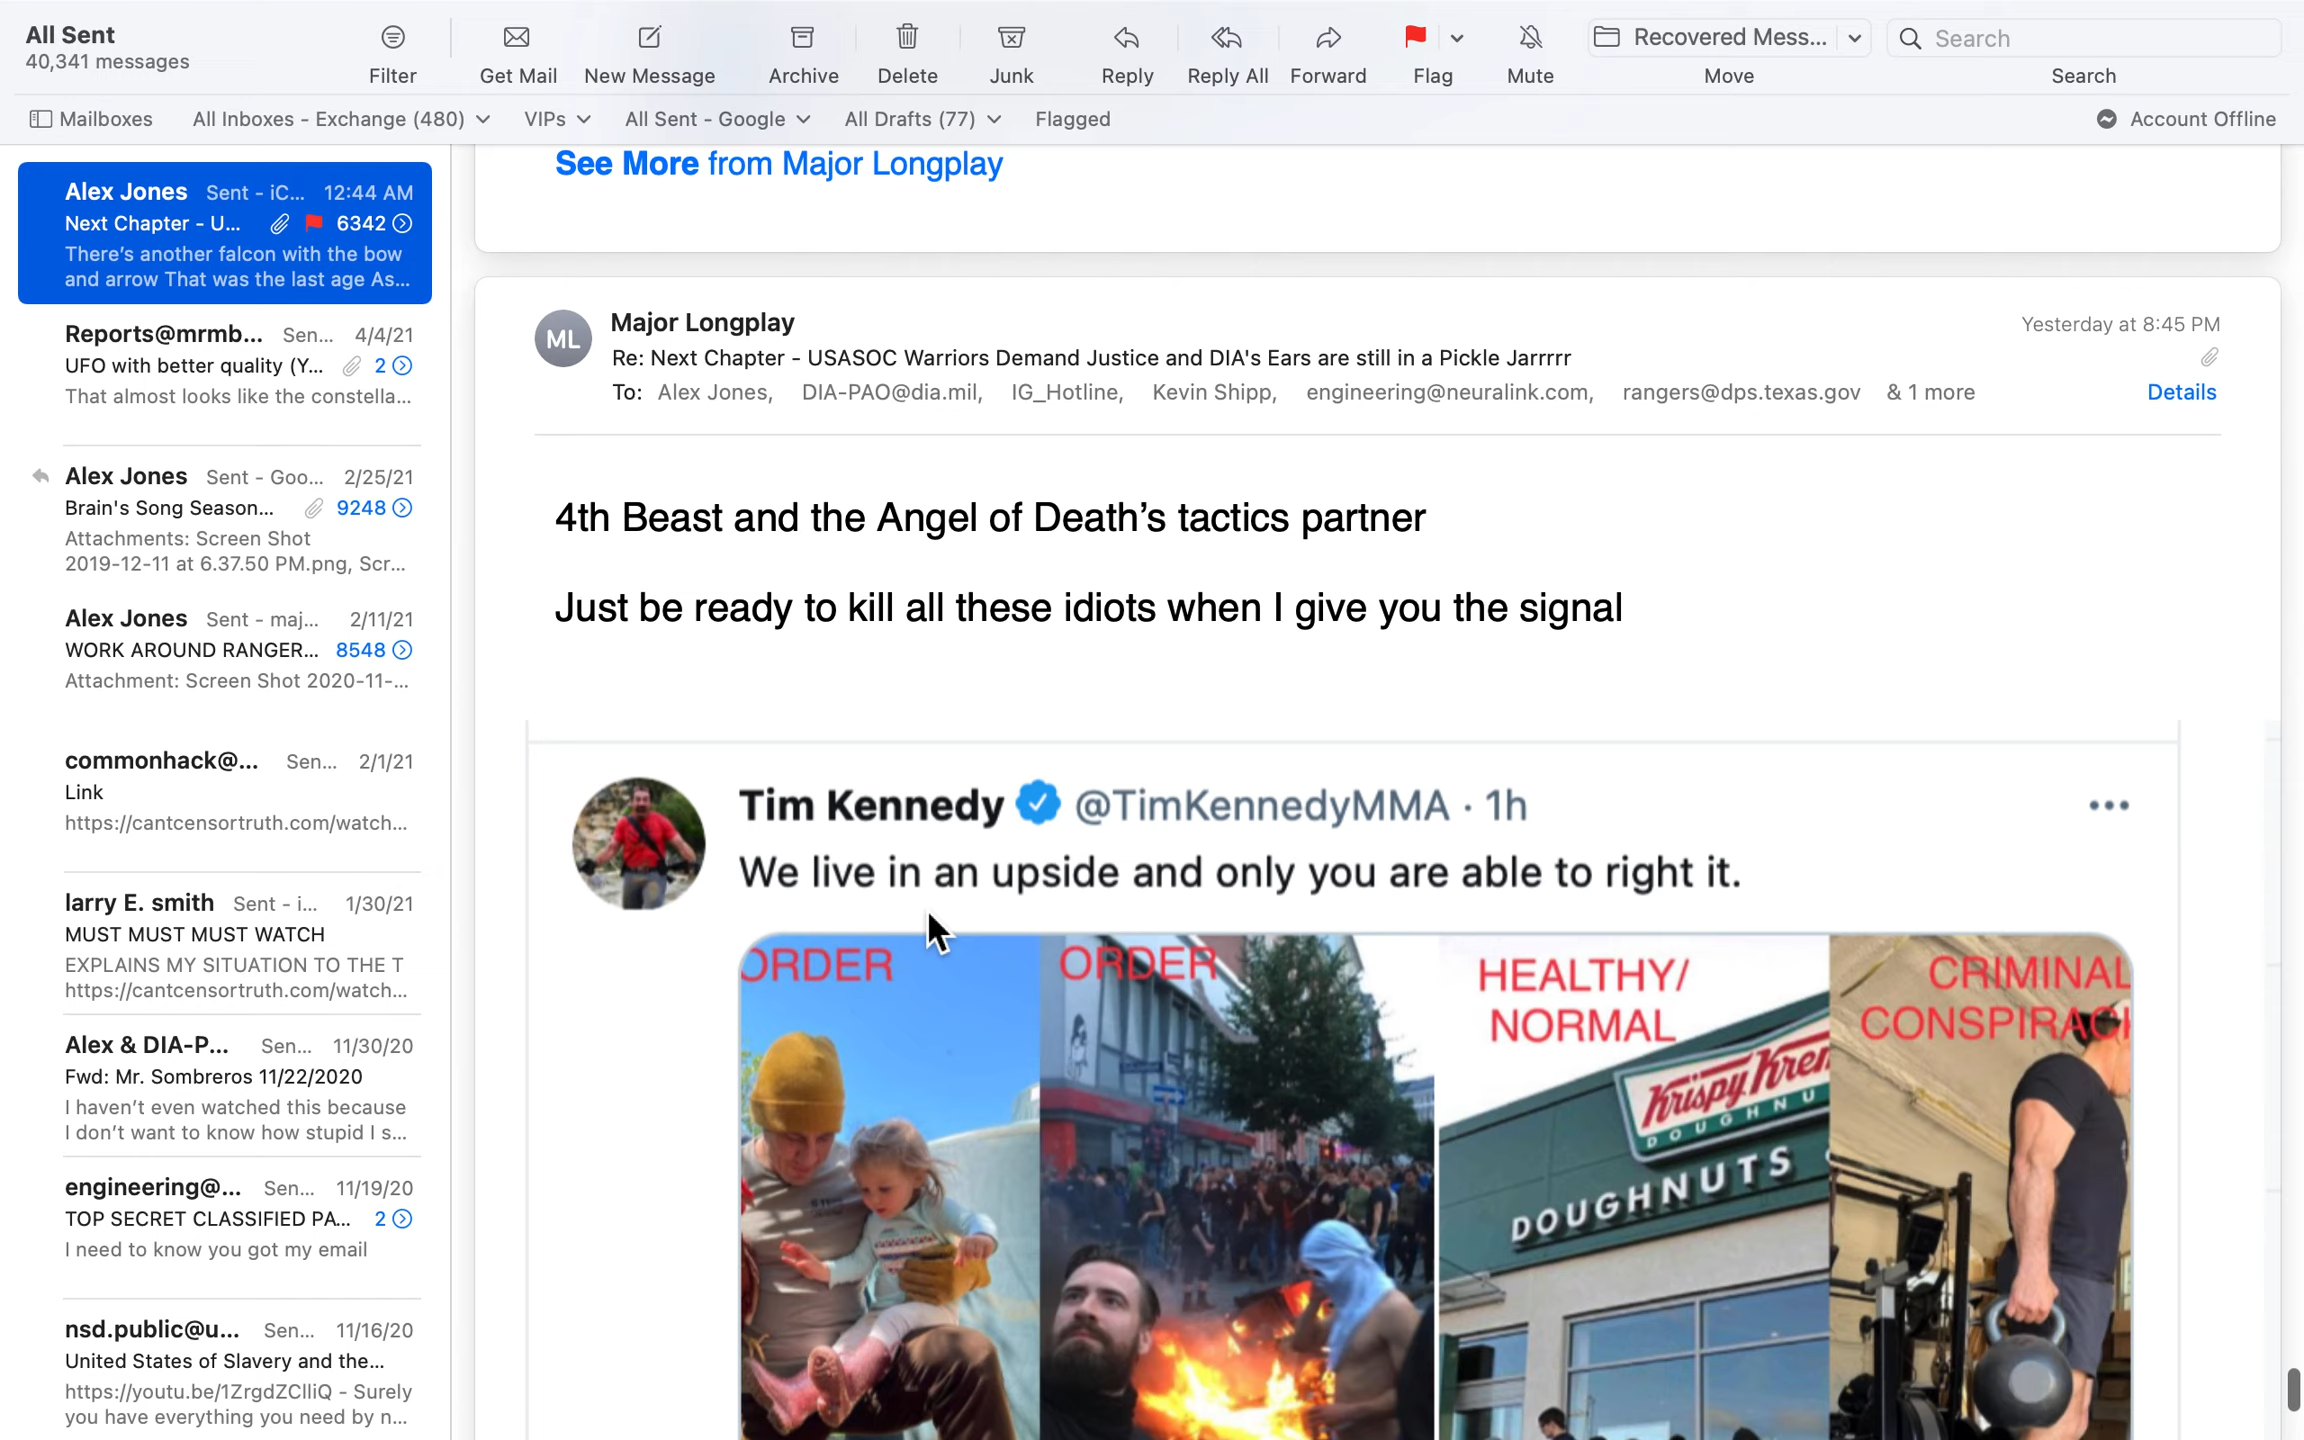 All Sent
40,341 messages
Filter
Get Mail
New Message
Archive
Delete
Junk
Reply
Reply All
Forward
Flag
Mute
Recovered Mess...
Move
Search
Search
Mailboxes
All Inboxes - Exchange (480)
VIPs
All Sent - Google
All Drafts (77)
Flagged
Account Offline
Alex Jones Sent - iC... 12:44 AM
Next Chapter - U... 6342
There's another falcon with the bow
and arrow That was the last age As...
Reports@mrmb... Sen... 4/4/21
UFO with better quality (Y... 2
That almost looks like the constella...
Alex Jones Sent - Goo... 2/25/21
Brain's Song Season... 9248
Attachments: Screen Shot
2019-12-11 at 6.37.50 PM.png, Scr...
Alex Jones Sent - maj... 2/11/21
WORK AROUND RANGER... 8548
Attachment: Screen Shot 2020-11-...
commonhack@... Sen... 2/1/21
Link
https://cantcensortruth.com/watch...
larry E. smith Sent - i... 1/30/21
MUST MUST MUST WATCH
EXPLAINS MY SITUATION TO THE T
https://cantcensortruth.com/watch...
Alex & DIA-P... Sen... 11/30/20
Fwd: Mr. Sombreros 11/22/2020
I haven't even watched this because
I don't want to know how stupid I s...
engineering@... Sen... 11/19/20
TOP SECRET CLASSIFIED PA... 2
I need to know you got my email
nsd.public@u... Sen... 11/16/20
United States of Slavery and the...
https://youtu.be/1ZrgdZClliQ - Surely
you have everything you need by n...
See More from Major Longplay
ML
Major Longplay
Yesterday at 8:45 PM
Re: Next Chapter - USASOC Warriors Demand Justice and DIA's Ears are still in a Pickle Jarrrrr
To: Alex Jones, DIA-PAO@dia.mil, IG_Hotline, Kevin Shipp, engineering@neuralink.com, rangers@dps.texas.gov & 1 more
Details
4th Beast and the Angel of Death's tactics partner
Just be ready to kill all these idiots when I give you the signal
Tim Kennedy @TimKennedyMMA · 1h
We live in an upside and only you are able to right it.
ORDER
ORDER
HEALTHY/
NORMAL
CRIMINAL
CONSPIRAC
Krispy Krem
DOUGHNU
DOUGHNUTS